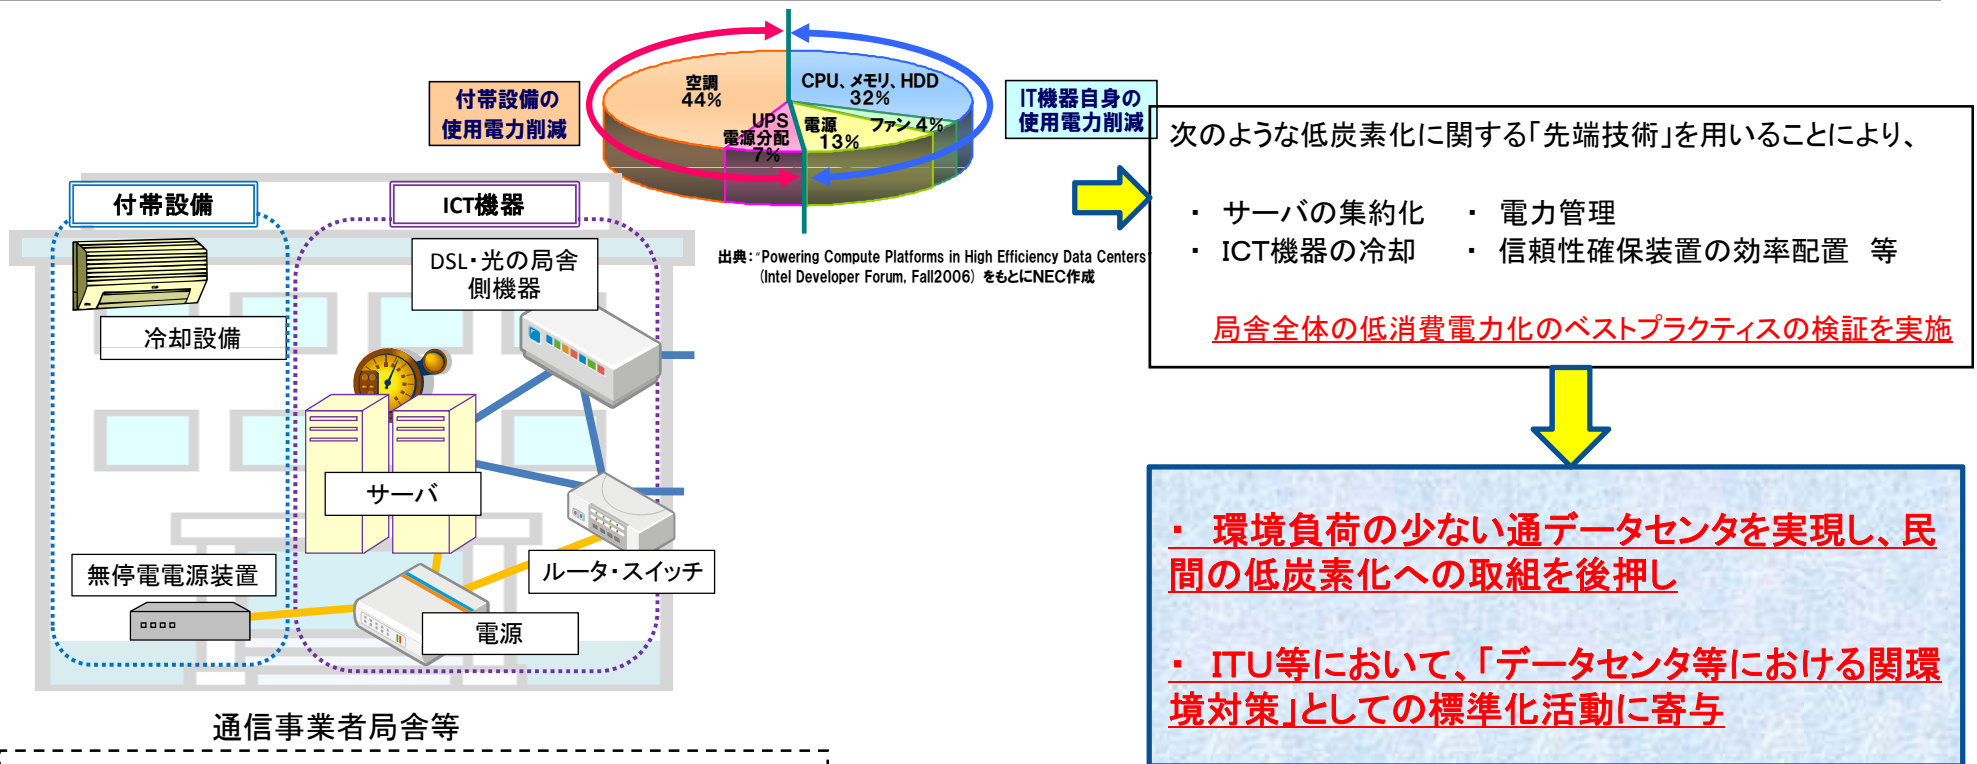 付帯設備の
使用電力削減
空調
44%
CPU、メモリ、HDD
32%
UPS
電源分配
7%
電源
13%
ファン 4%
IT機器自身の
使用電力削減
出典:“Powering Compute Platforms in High Efficiency Data Centers”
(Intel Developer Forum, Fall2006) をもとにNEC作成
付帯設備
ICT機器
DSL・光の局舎
側機器
冷却設備
サーバ
ルータ・スイッチ
無停電電源装置
電源
通信事業者局舎等
次のような低炭素化に関する「先端技術」を用いることにより、
・ サーバの集約化 ・ 電力管理
・ ICT機器の冷却 ・ 信頼性確保装置の効率配置 等
局舎全体の低消費電力化のベストプラクティスの検証を実施
・ 環境負荷の少ない通データセンタを実現し、民
間の低炭素化への取組を後押し
・ ITU等において、「データセンタ等における関環
境対策」としての標準化活動に寄与